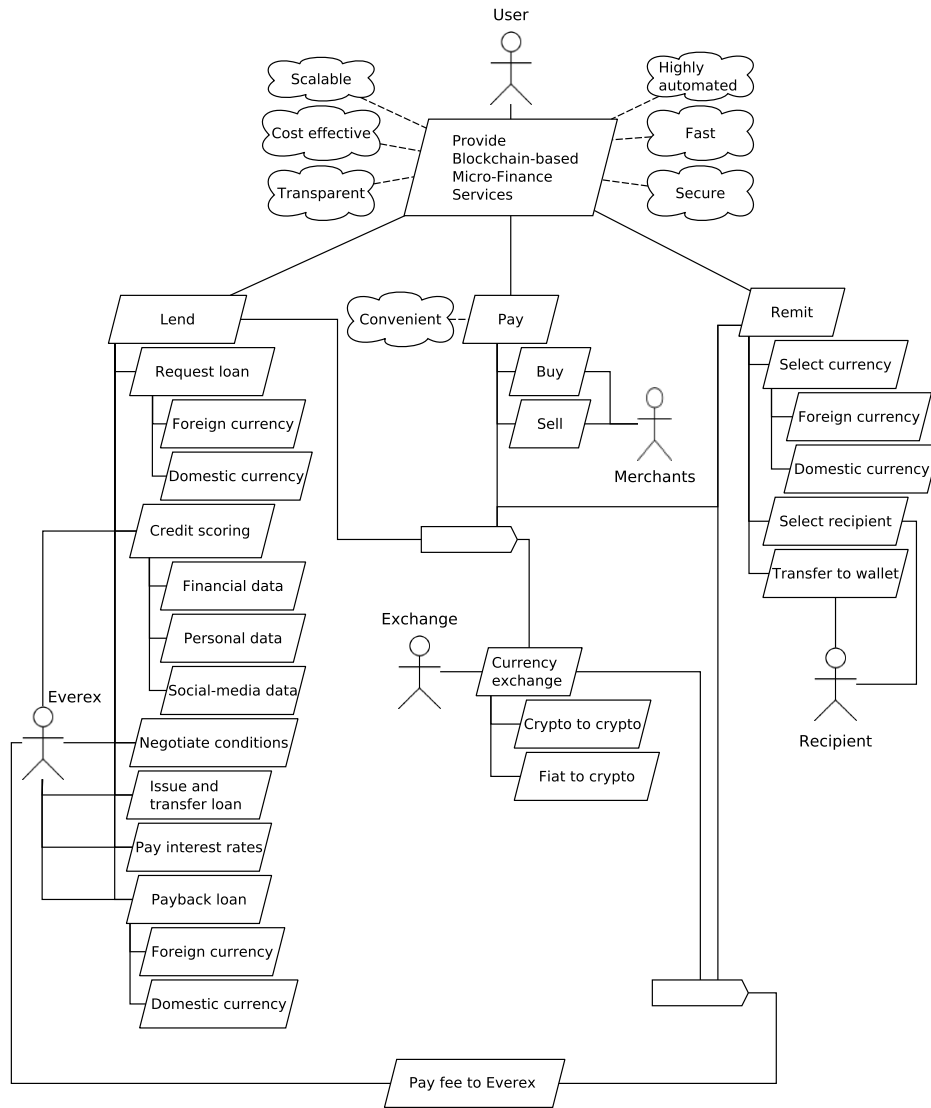 User
Scalable
Highly
automated
Cost effective
Fast
Transparent
Secure
Provide
Blockchain-based
Micro-Finance
Services
Lend
Convenient
Pay
Remit
Request loan
Foreign currency
Domestic currency
Credit scoring
Financial data
Personal data
Social-media data
Everex
Negotiate conditions
Issue and
transfer loan
Pay interest rates
Payback loan
Foreign currency
Domestic currency
Buy
Sell
Merchants
Exchange
Currency
exchange
Crypto to crypto
Fiat to crypto
Select currency
Foreign currency
Domestic currency
Select recipient
Transfer to wallet
Recipient
Pay fee to Everex